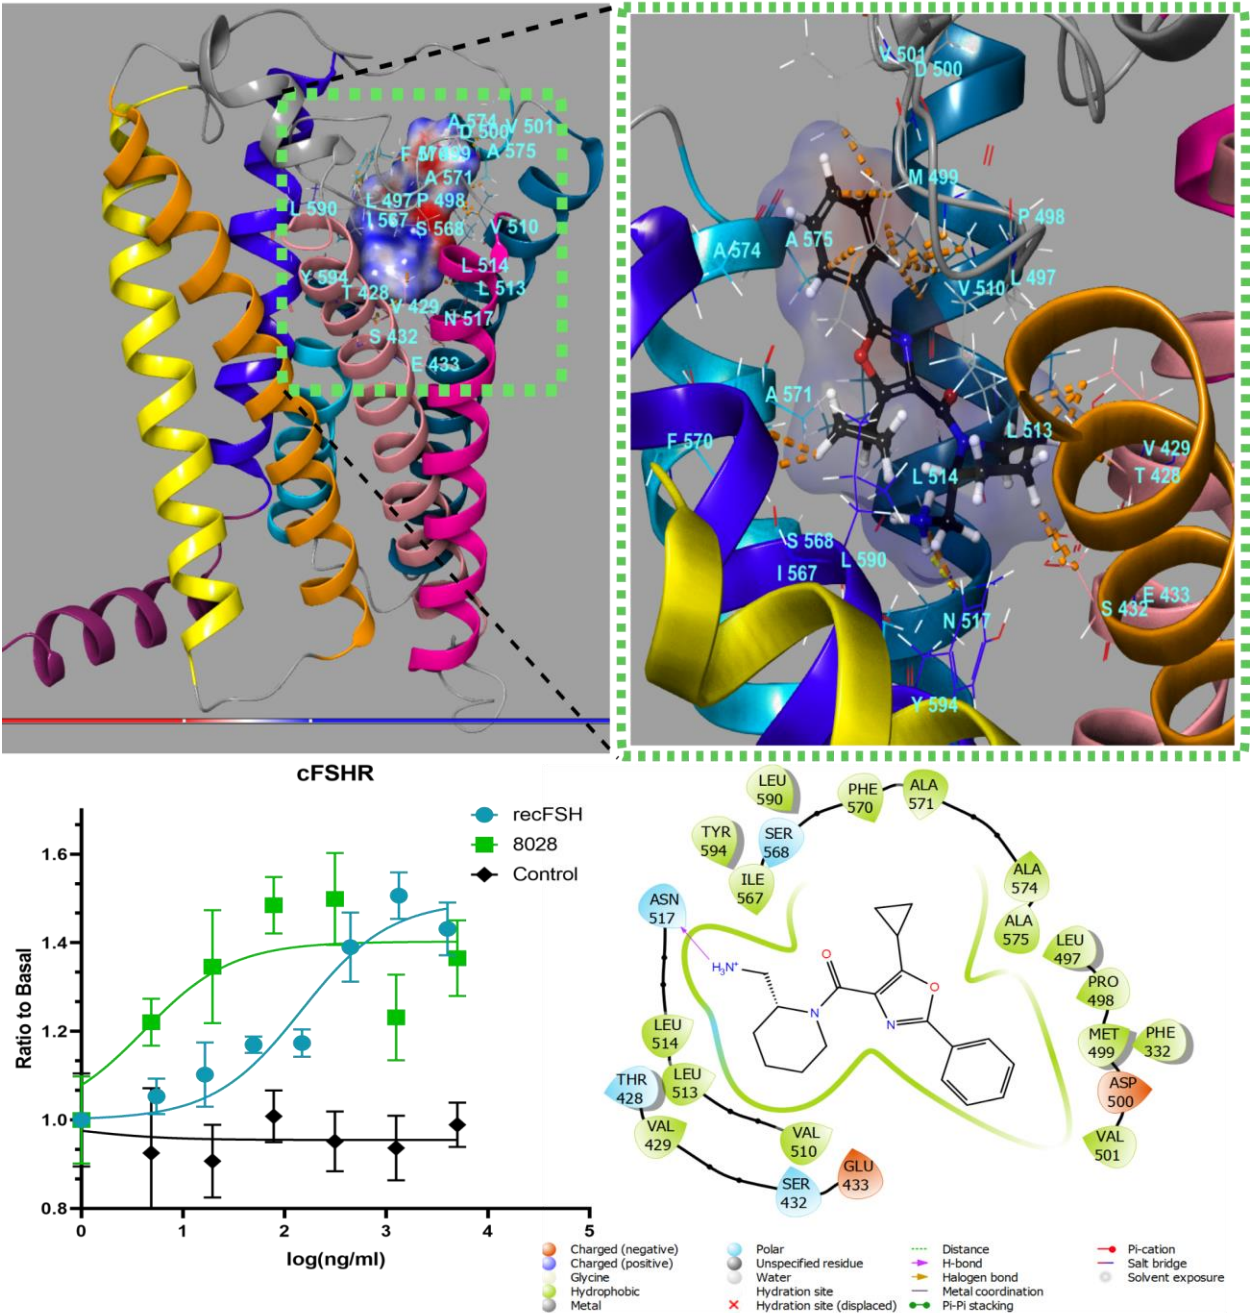 A 574
D 500
V 501
A 575
A 571
L 497
P 498
I 567
S 568
L 590
V 510
L 514
Y 594
T 428
L 513
V 429
N 517
S 432
E 433
V 501
D 500
M 499
P 498
A 574
A 575
L 497
V 510
A 571
L 513
F 570
V 429
L 514
T 428
S 568
L 590
I 567
E 433
S 432
N 517
Y 594
cFSHR
recFSH
8028
Control
1.6
1.4
1.2
1.0
0.8
Ratio to Basal
0 1 2 3 4 5
log(ng/ml)
LEU
590
PHE
570
ALA
571
TYR
594
SER
568
ILE
567
ALA
574
ASN
517
ALA
575
LEU
497
H₃N⁺
O
O
N
N
PRO
498
LEU
514
MET
499
PHE
332
THR
428
LEU
513
ASP
500
VAL
429
VAL
510
VAL
501
SER
432
GLU
433
Charged (negative)
Charged (positive)
Glycine
Hydrophobic
Metal
Polar
Unspecified residue
Water
Hydration site
Hydration site (displaced)
Distance
H-bond
Halogen bond
Metal coordination
Pi-Pi stacking
Pi-cation
Salt bridge
Solvent exposure